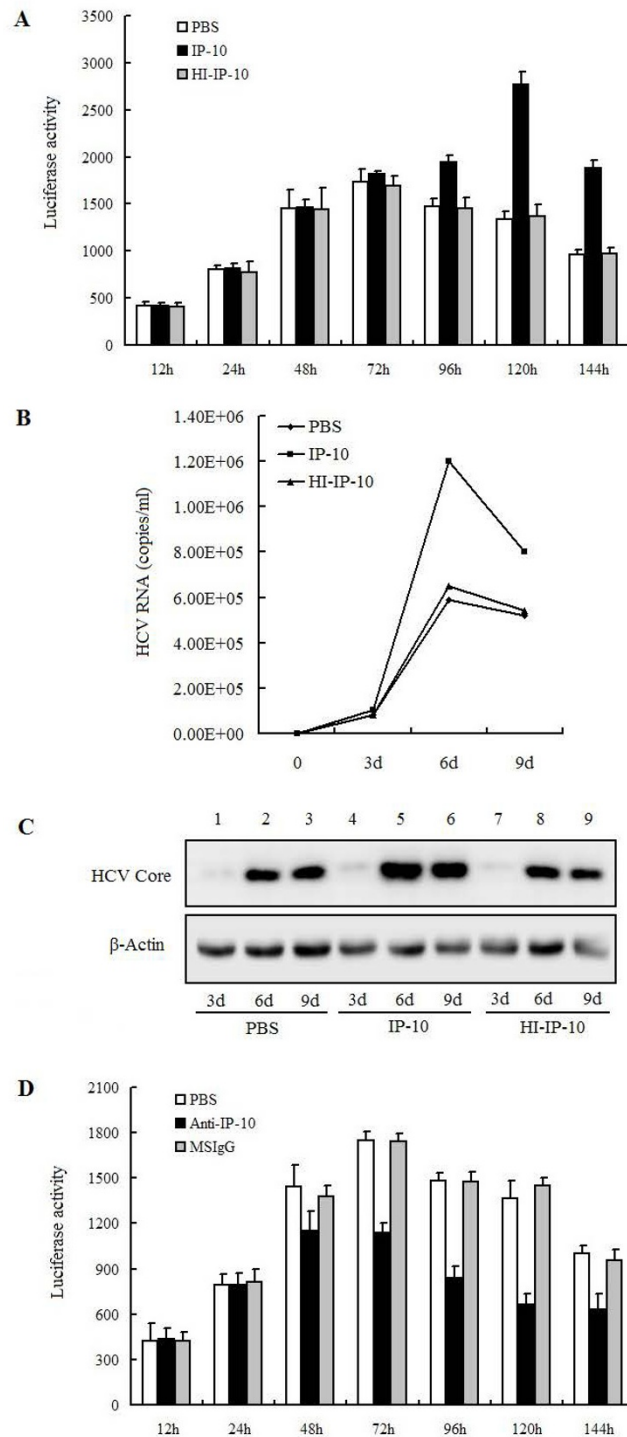 A
PBS
IP-10
HI-IP-10
Luciferase activity
3500
3000
2500
2000
1500
1000
500
0
12h 24h 48h 72h 96h 120h 144h
B
PBS
IP-10
HI-IP-10
HCV RNA (copies/ml)
1.40E+06
1.20E+06
1.00E+06
8.00E+05
6.00E+05
4.00E+05
2.00E+05
0.00E+00
0 3d 6d 9d
C
1 2 3 4 5 6 7 8 9
HCV Core
β-Actin
3d 6d 9d 3d 6d 9d 3d 6d 9d
PBS IP-10 HI-IP-10
D
PBS
Anti-IP-10
MSIgG
Luciferase activity
2100
1800
1500
1200
900
600
300
0
12h 24h 48h 72h 96h 120h 144h